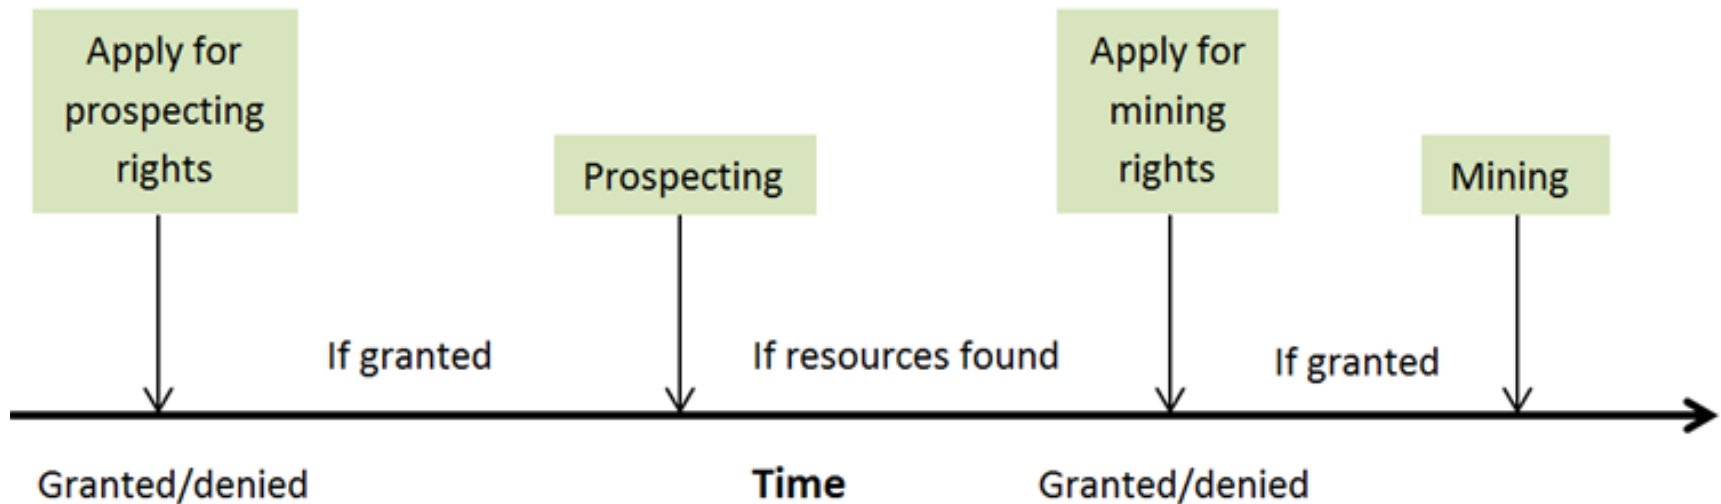 Apply for
prospecting
rights
Prospecting
Apply for
mining
rights
Mining
If granted
If resources found
If granted
Granted/denied
Time
Granted/denied